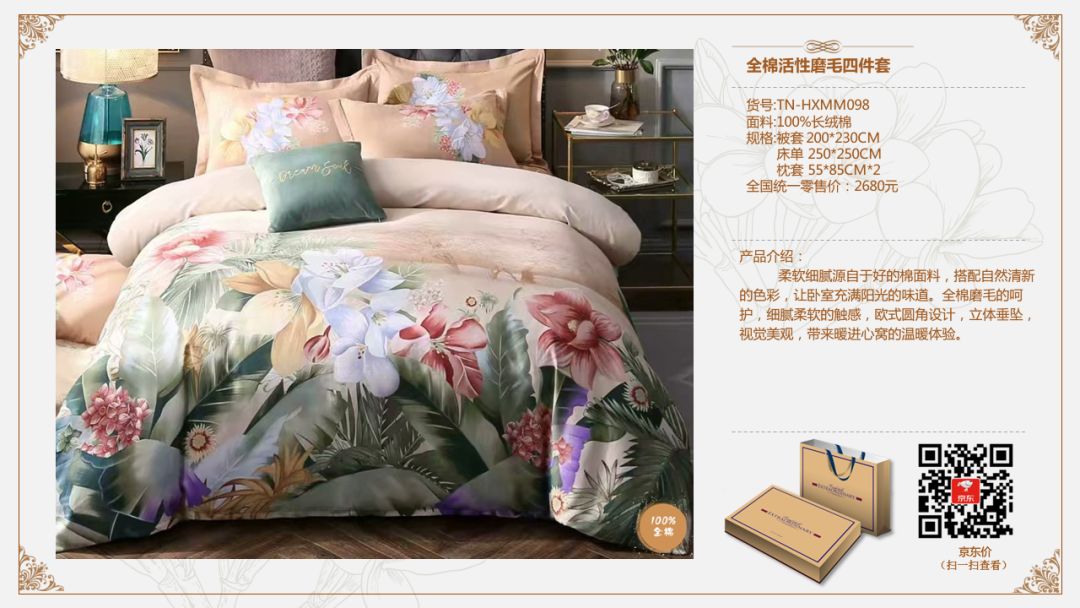 全棉活性磨毛四件套
货号:TN-HXMM098
面料:100%长绒棉
规格:被套 200*230CM
床单 250*250CM
枕套 55*85CM*2
全国统一零售价：2680元
产品介绍：
柔软细腻源自于好的棉面料，搭配自然清新
的色彩，让卧室充满阳光的味道。全棉磨毛的呵
护，细腻柔软的触感，欧式圆角设计，立体垂坠，
视觉美观，带来暖进心窝的温暖体验。
Dream Soul
100%
全棉
EXTRAORDINARY
EXTRAORDINARY
京东
京东价
（扫一扫查看）